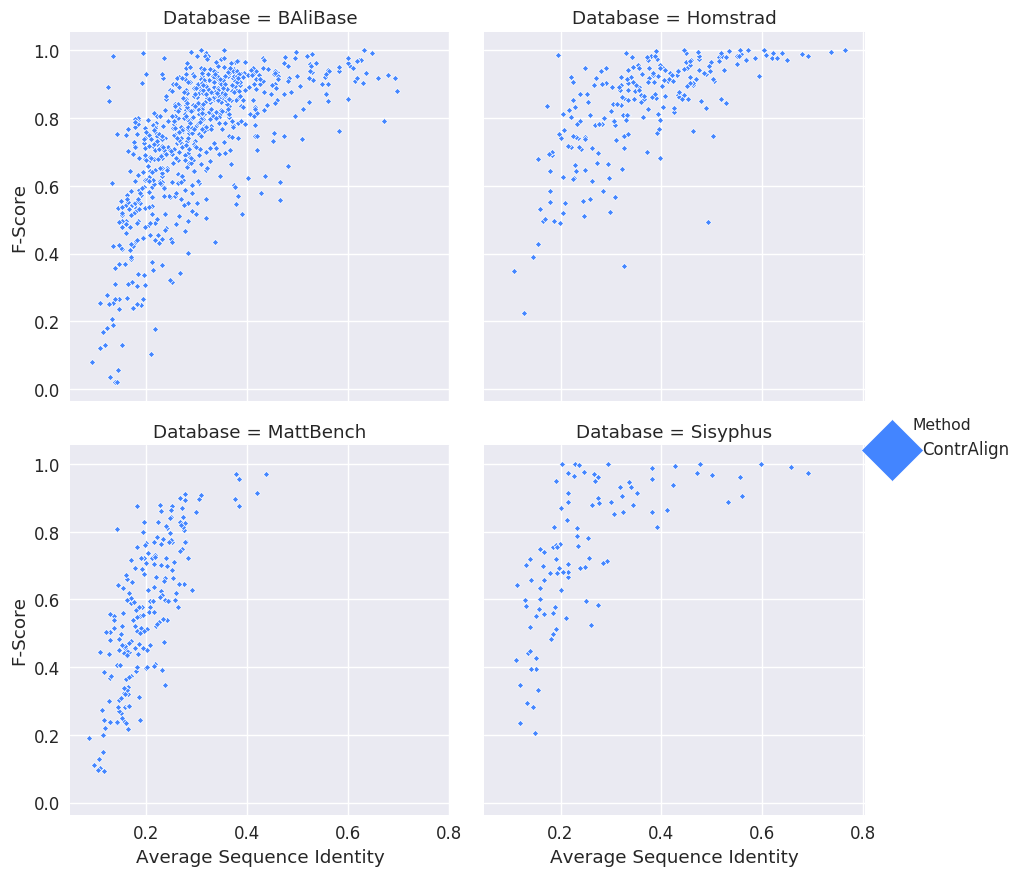 Database = BAliBase
Database = Homstrad
1.0
0.8
0.6
0.4
0.2
0.0
F-Score
Database = MattBench
Database = Sisyphus
1.0
0.8
0.6
0.4
0.2
0.0
F-Score
0.2 0.4 0.6 0.8
Average Sequence Identity
0.2 0.4 0.6 0.8
Average Sequence Identity
Method
ContrAlign